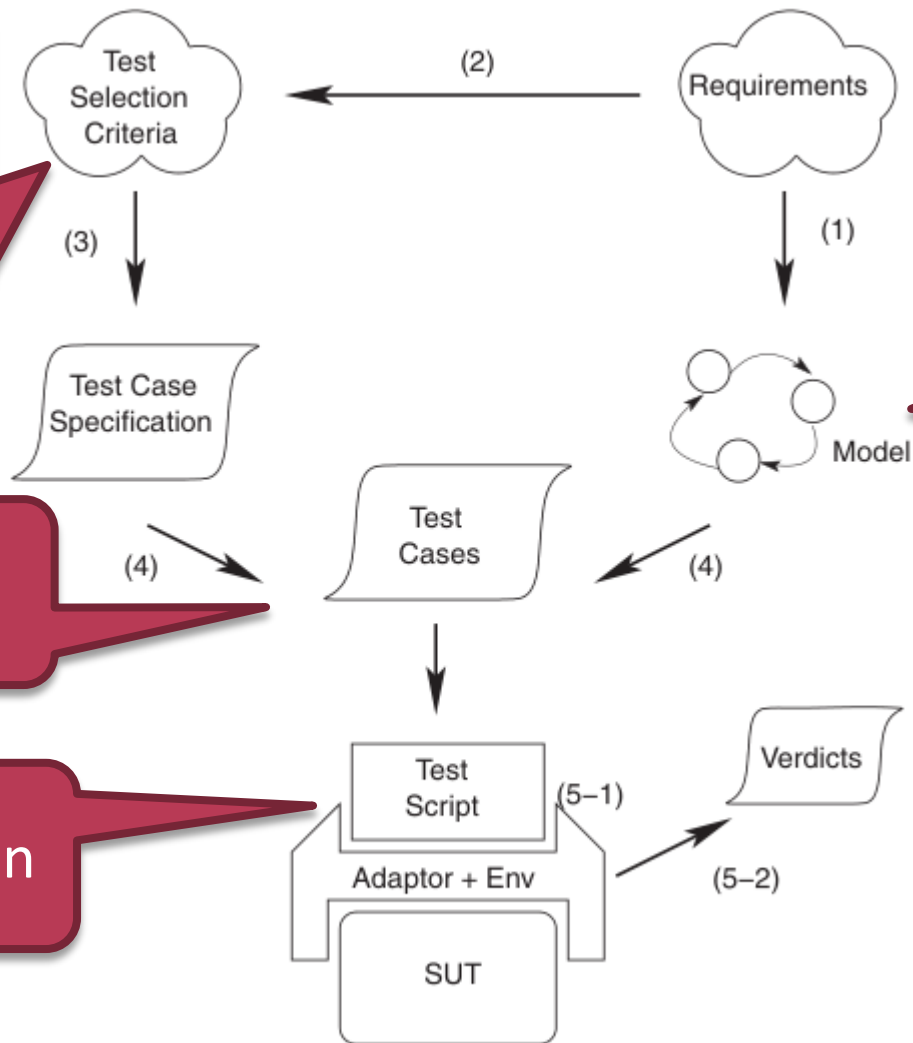 Test
Selection
Criteria
(2)
Requirements
(3)
(1)
Test Case
Specification
Model
Test
Cases
(4)
(4)
Test
Script
(5−1)
Verdicts
Adaptor + Env
(5−2)
n
SUT